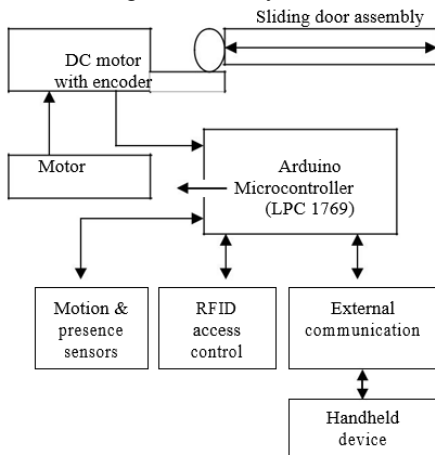 Sliding door assembly
DC motor
with encoder
Motor
Arduino
Microcontroller
(LPC 1769)
Motion &
presence
sensors
RFID
access
control
External
communication
Handheld
device